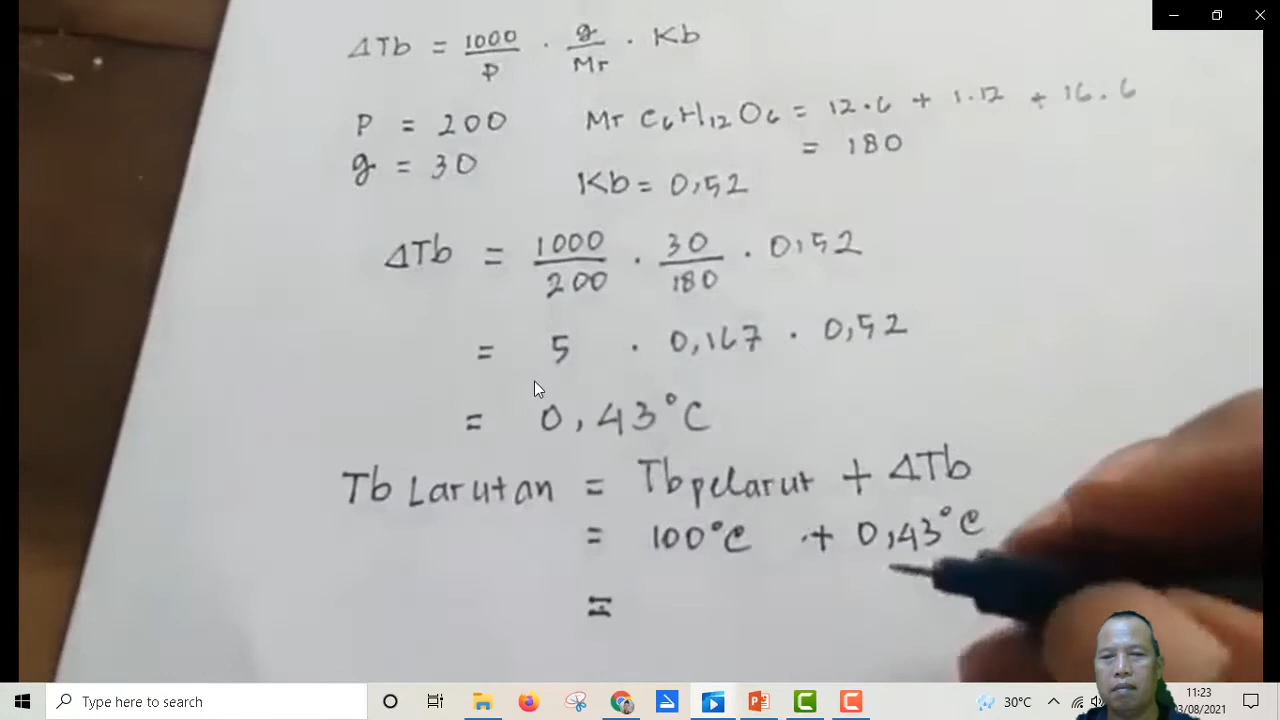 ΔTb = 1000/P · g/Mr · Kb
P = 200
Mr C₆H₁₂O₆ = 12.6 + 1.12 + 16.6
= 180
g = 30
Kb = 0,52
ΔTb = 1000/200 · 30/180 · 0,52
= 5 · 0,167 · 0,52
= 0,43°C
Tb Larutan = Tb pelarut + ΔTb
= 100°C + 0,43°C
=
Type here to search
30°C
11:23
03/08/2021